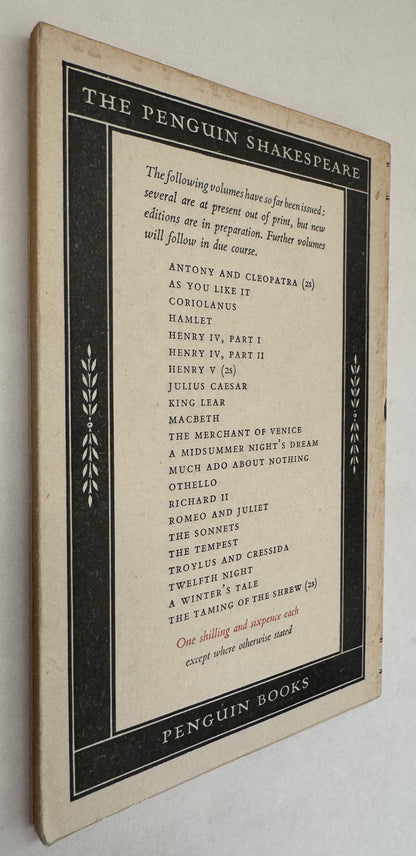 THE PENGUIN SHAKESPEARE
The following volumes have so far been issued:
several are at present out of print, but new
editions are in preparation. Further volumes
will follow in due course.
ANTONY AND CLEOPATRA (2s)
AS YOU LIKE IT
CORIOLANUS
HAMLET
HENRY IV, PART I
HENRY IV, PART II
HENRY V (2s)
JULIUS CAESAR
KING LEAR
MACBETH
THE MERCHANT OF VENICE
A MIDSUMMER NIGHT'S DREAM
MUCH ADO ABOUT NOTHING
OTHELLO
RICHARD II
ROMEO AND JULIET
THE SONNETS
THE TEMPEST
TROYLUS AND CRESSIDA
TWELFTH NIGHT
A WINTER'S TALE
THE TAMING OF THE SHREW (2s)
One shilling and sixpence each
except where otherwise stated
PENGUIN BOOKS